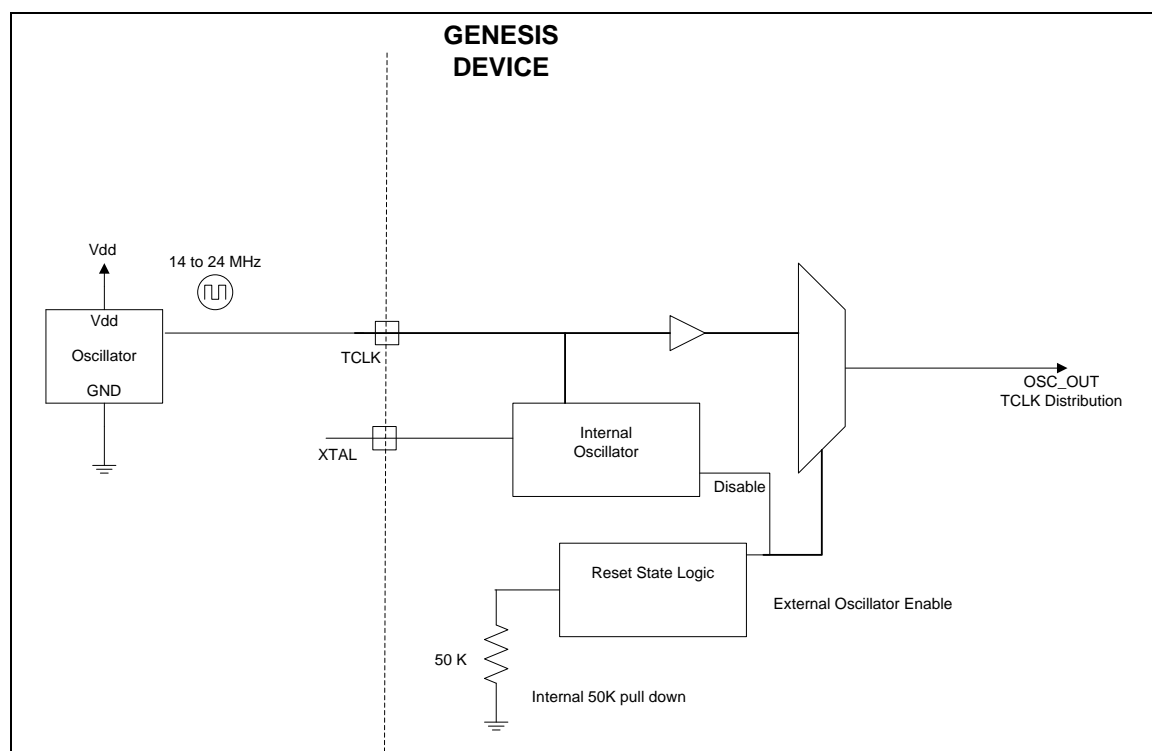 GENESIS
DEVICE
Vdd
14 to 24 MHz
Vdd
Oscillator
GND
TCLK
OSC_OUT
TCLK Distribution
XTAL
Internal
Oscillator
Disable
Reset State Logic
External Oscillator Enable
50 K
Internal 50K pull down